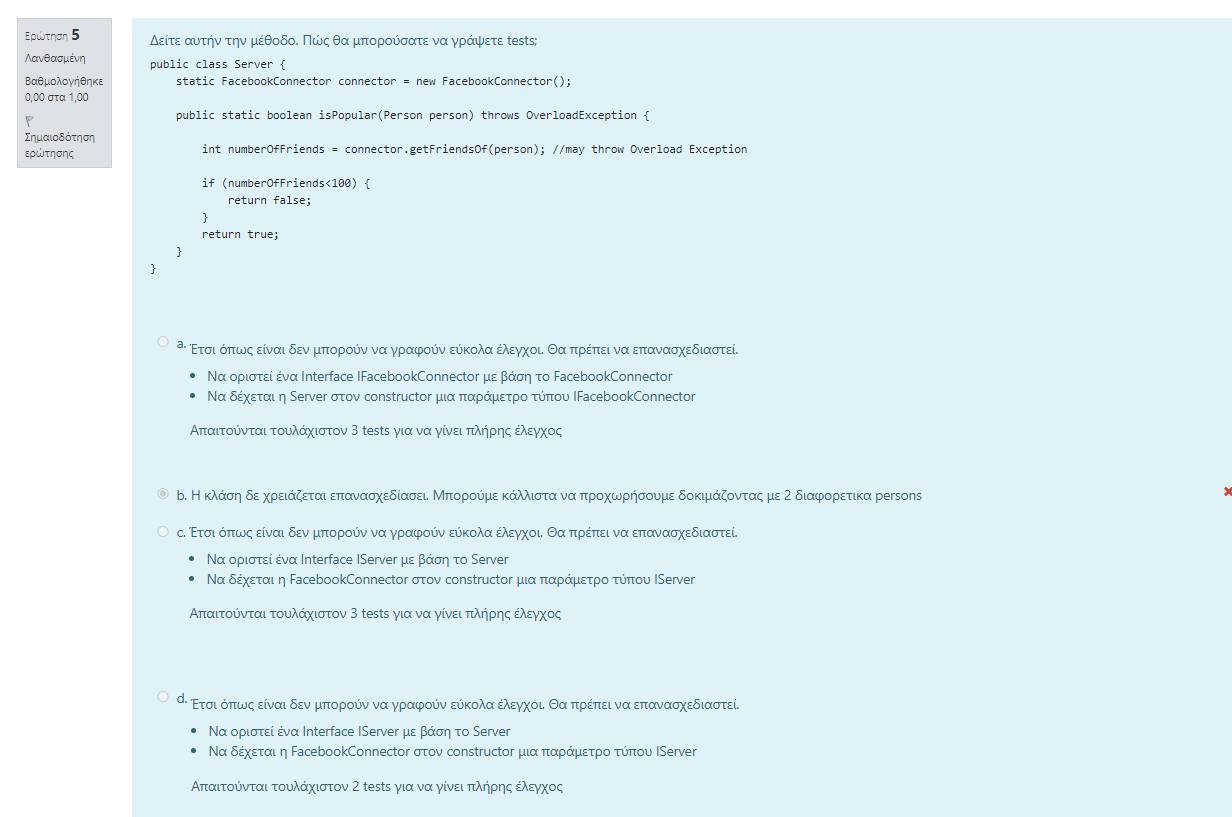 Ερώτηση 5
Λανθασμένη
Βαθμολογήθηκε
0,00 στα 1,00
Σημαιοδότηση
ερώτησης
Δείτε αυτήν την μέθοδο. Πώς θα μπορούσατε να γράψετε tests;
public class Server {
    static FacebookConnector connector = new FacebookConnector();
    public static boolean isPopular(Person person) throws OverloadException {
        int numberOfFriends = connector.getFriendsOf(person); //may throw Overload Exception
        if (numberOfFriends<100) {
            return false;
        }
        return true;
    }
}
a. Έτσι όπως είναι δεν μπορούν να γραφούν εύκολα έλεγχοι. Θα πρέπει να επανασχεδιαστεί.
• Να οριστεί ένα Interface IFacebookConnector με βάση το FacebookConnector
• Να δέχεται η Server στον constructor μια παράμετρο τύπου IFacebookConnector
Απαιτούνται τουλάχιστον 3 tests για να γίνει πλήρης έλεγχος
b. Η κλάση δε χρειάζεται επανασχεδίασει. Μπορούμε κάλλιστα να προχωρήσουμε δοκιμάζοντας με 2 διαφορετικα persons
c. Έτσι όπως είναι δεν μπορούν να γραφούν εύκολα έλεγχοι. Θα πρέπει να επανασχεδιαστεί.
• Να οριστεί ένα Interface IServer με βάση το Server
• Να δέχεται η FacebookConnector στον constructor μια παράμετρο τύπου IServer
Απαιτούνται τουλάχιστον 3 tests για να γίνει πλήρης έλεγχος
d. Έτσι όπως είναι δεν μπορούν να γραφούν εύκολα έλεγχοι. Θα πρέπει να επανασχεδιαστεί.
• Να οριστεί ένα Interface IServer με βάση το Server
• Να δέχεται η FacebookConnector στον constructor μια παράμετρο τύπου IServer
Απαιτούνται τουλάχιστον 2 tests για να γίνει πλήρης έλεγχος